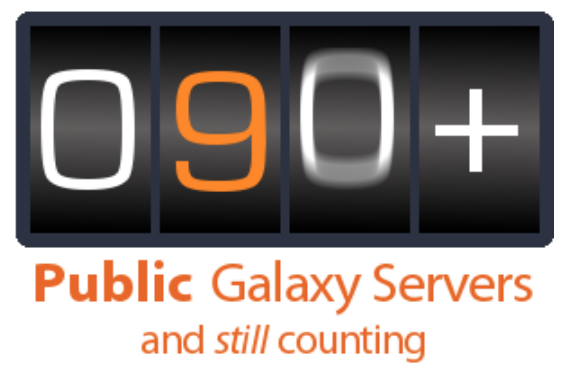 090+
Public Galaxy Servers
and still counting